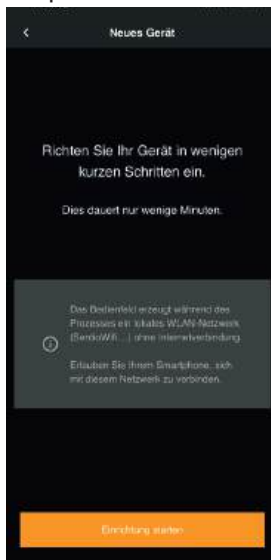 Neues Gerät
Richten Sie Ihr Gerät in wenigen
kurzen Schritten ein.
Dies dauert nur wenige Minuten.
Das Bedienfeld erzeugt während des
Prozesses ein lokales WLAN-Netzwerk
(SentioWifi...) ohne Internetverbindung.
Erlauben Sie Ihrem Smartphone, sich
mit diesem Netzwerk zu verbinden.
Einrichtung starten